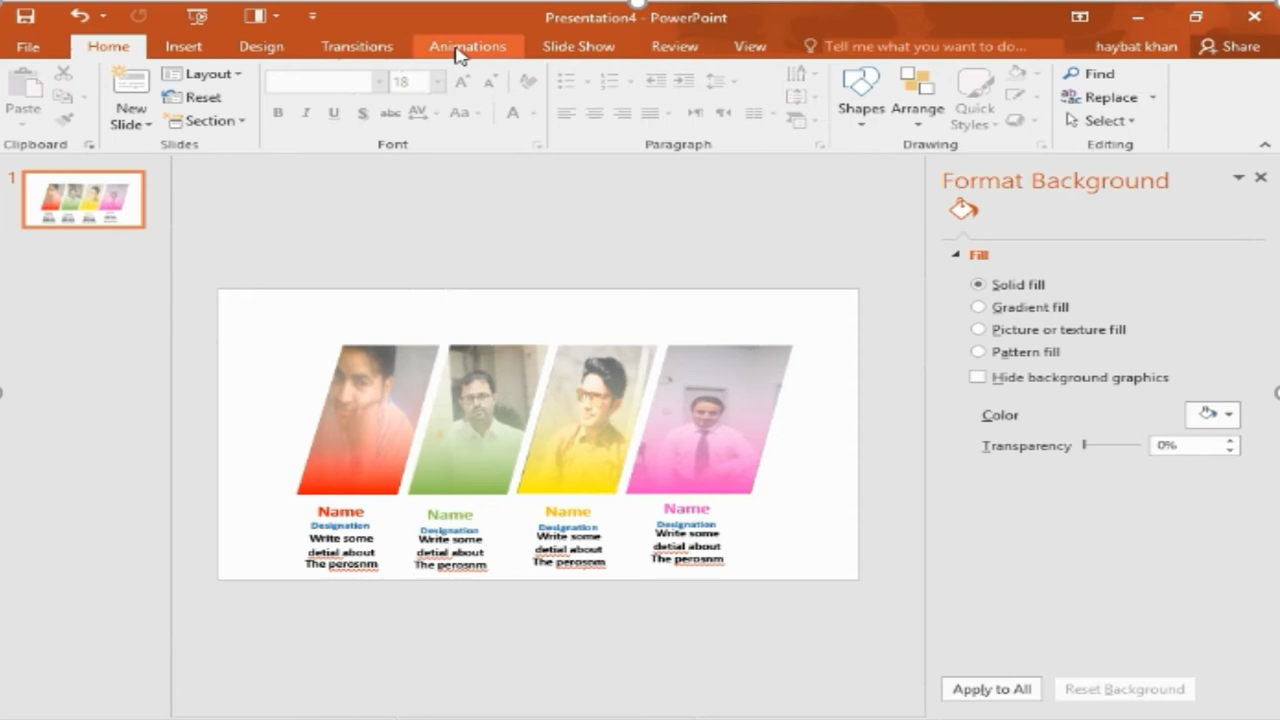 Presentation4 - PowerPoint
File Home Insert Design Transitions Animations Slide Show Review View Tell me what you want to do... haybat khan Share
Paste
New Slide
Layout
Reset
Section
18
B I U S abc AV Aa A
Shapes Arrange Quick Styles
Find
Replace
Select
Clipboard Slides Font Paragraph Drawing Editing
1
Format Background
Fill
Solid fill
Gradient fill
Picture or texture fill
Pattern fill
Hide background graphics
Color
Transparency 0%
Name
Designation
Write some
detial about
The perosnm
Name
Designation
Write some
detial about
The perosnm
Name
Designation
Write some
detial about
The perosnm
Name
Designation
Write some
detial about
The perosnm
Apply to All Reset Background